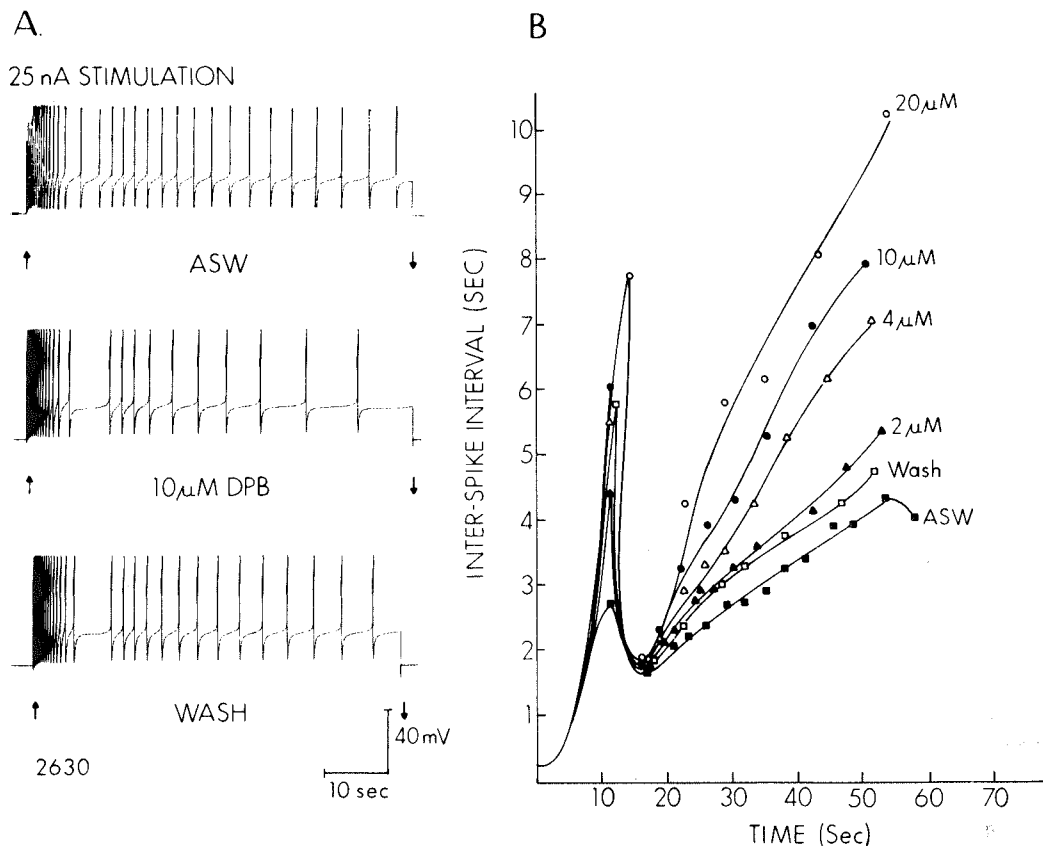 A.
25 nA STIMULATION
ASW
10µM DPB
WASH
40 mV
2630
10 sec
B
INTER-SPIKE INTERVAL (SEC)
10
9
8
7
6
5
4
3
2
1
20µM
10µM
4µM
2µM
Wash
ASW
10 20 30 40 50 60 70
TIME (Sec)